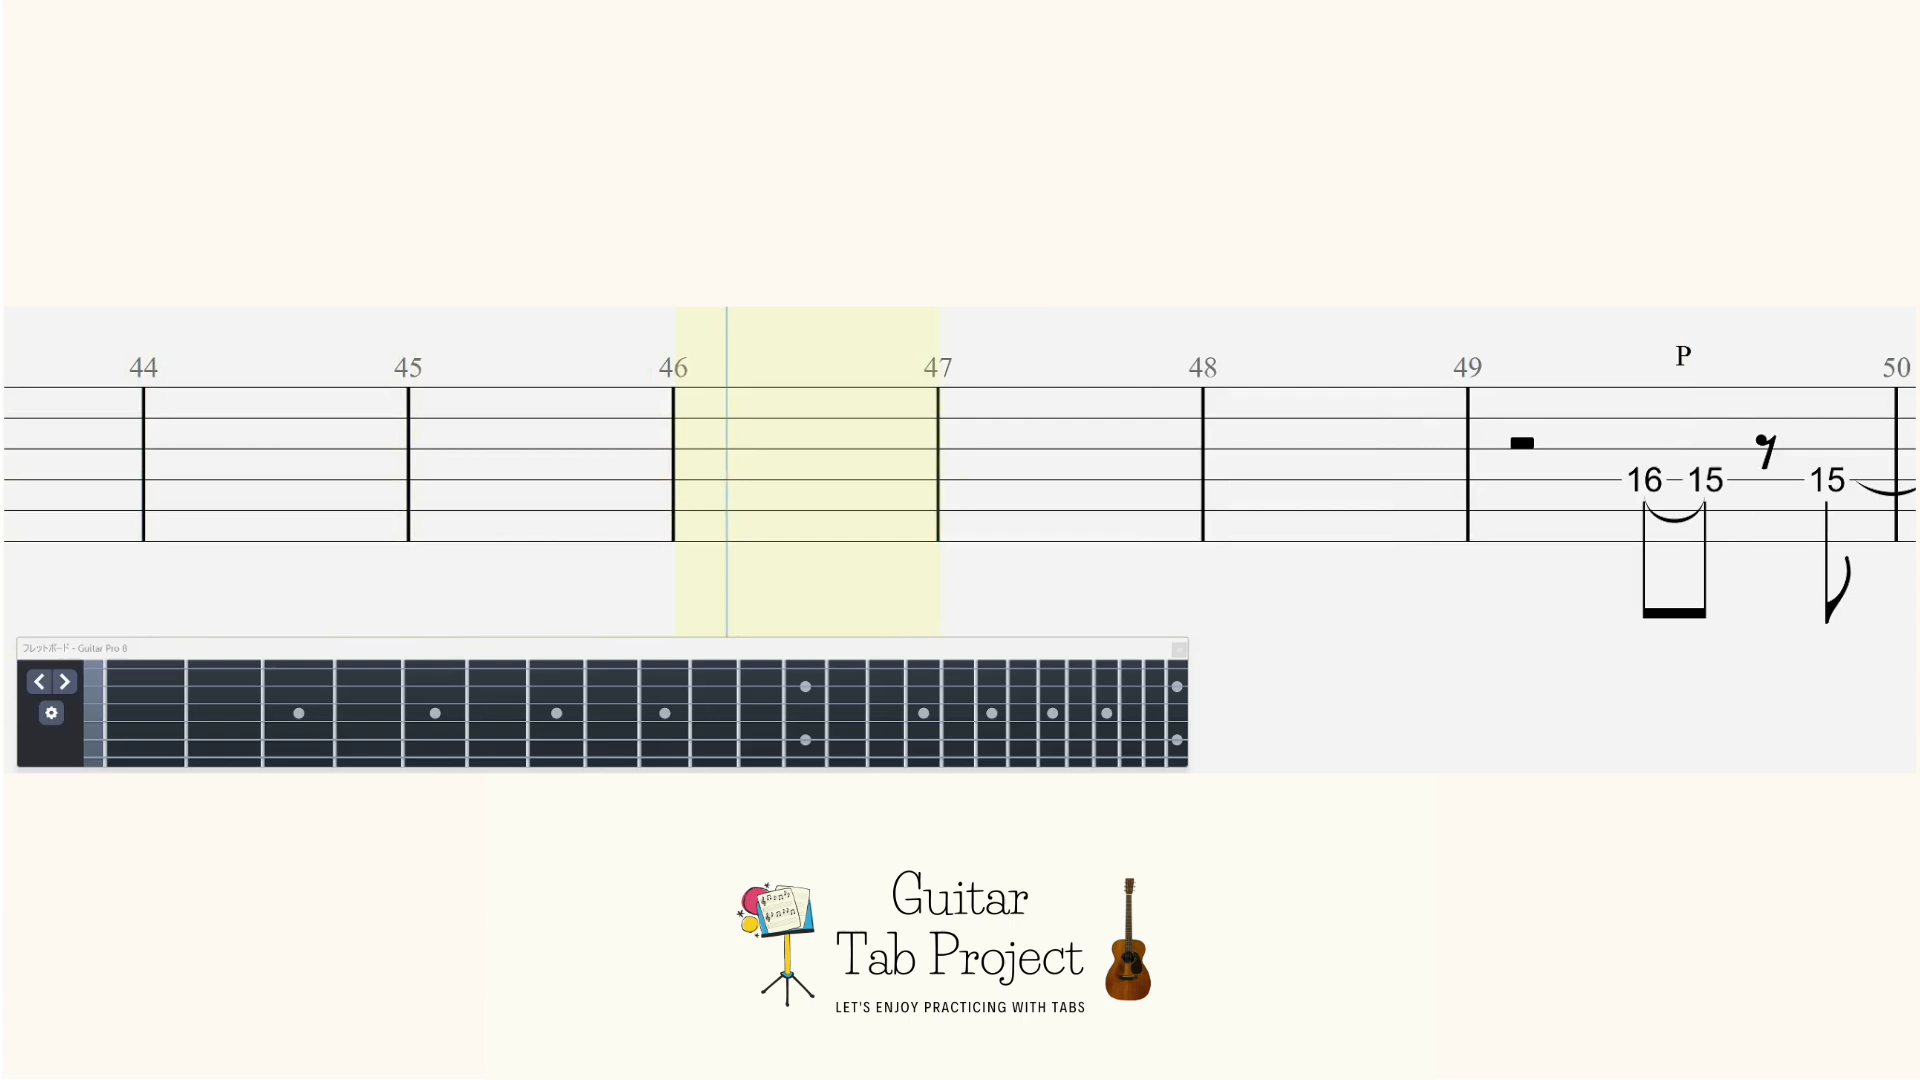 44 45 46 47 48 49 P 50
16 15 15
フレットボード - Guitar Pro 8
Guitar
Tab Project
LET'S ENJOY PRACTICING WITH TABS